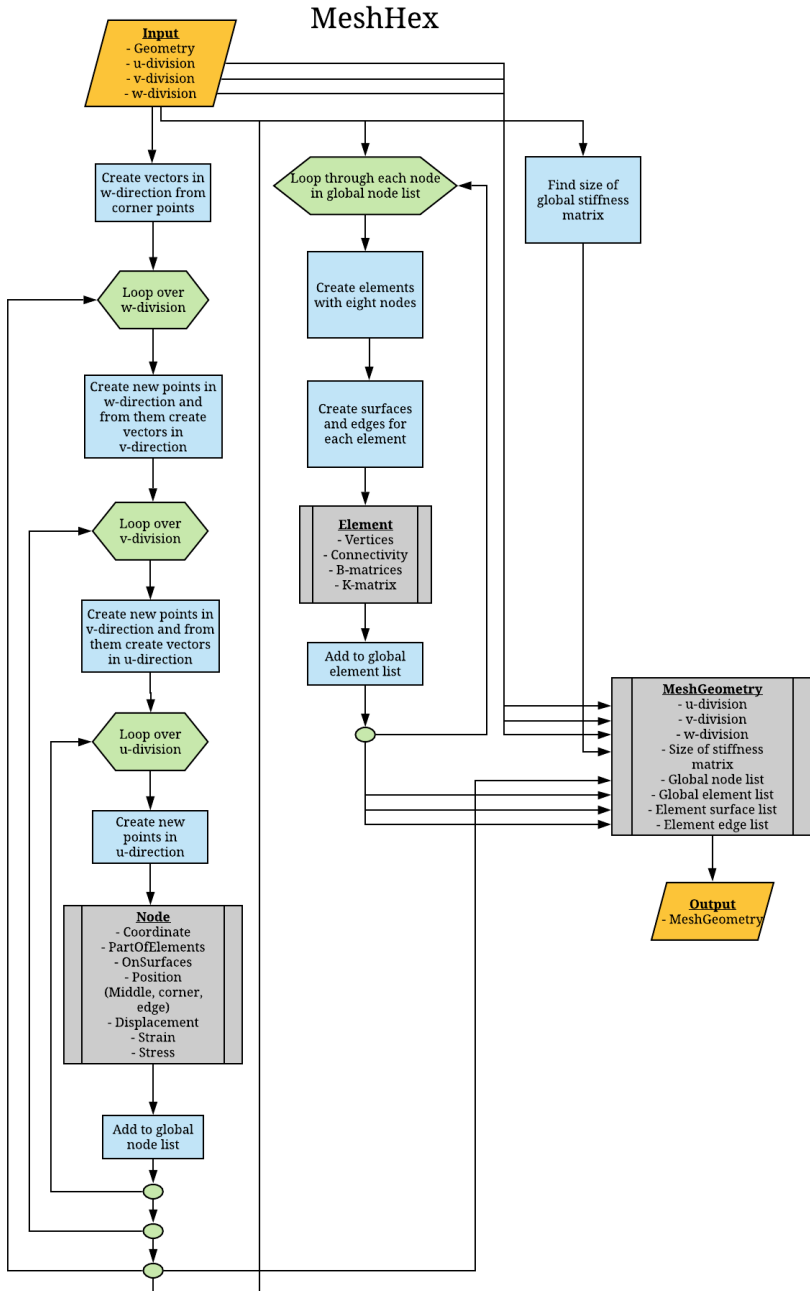 MeshHex
Input
- Geometry
- u-division
- v-division
- w-division
Create vectors in
w-direction from
corner points
Loop over
w-division
Create new points in
w-direction and
from them create
vectors in
v-direction
Loop over
v-division
Create new points in
v-direction and from
them create vectors
in u-direction
Loop over
u-division
Create new
points in
u-direction
Node
- Coordinate
- PartOfElements
- OnSurfaces
- Position
(Middle, corner,
edge)
- Displacement
- Strain
- Stress
Add to global
node list
Loop through each node
in global node list
Create elements
with eight nodes
Create surfaces
and edges for
each element
Element
- Vertices
- Connectivity
- B-matrices
- K-matrix
Add to global
element list
Find size of
global stiffness
matrix
MeshGeometry
- u-division
- v-division
- w-division
- Size of stiffness
matrix
- Global node list
- Global element list
- Element surface list
- Element edge list
Output
- MeshGeometry